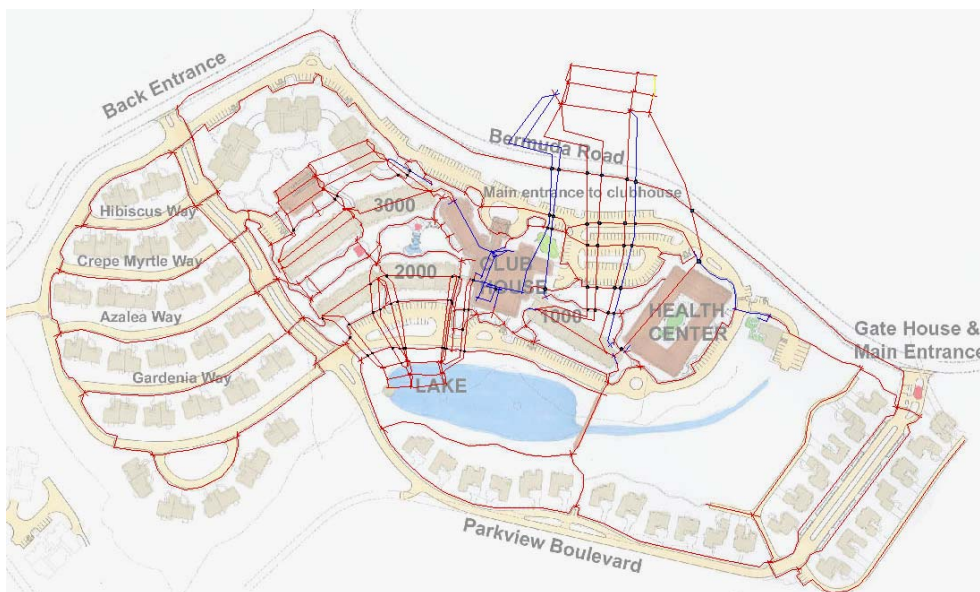 Back Entrance
Bermuda Road
Main entrance to clubhouse
Hibiscus Way
3000
Crepe Myrtle Way
2000
CLUB
HOUSE
Azalea Way
1000
HEALTH
CENTER
Gate House &
Main Entrance
Gardenia Way
LAKE
Parkview Boulevard